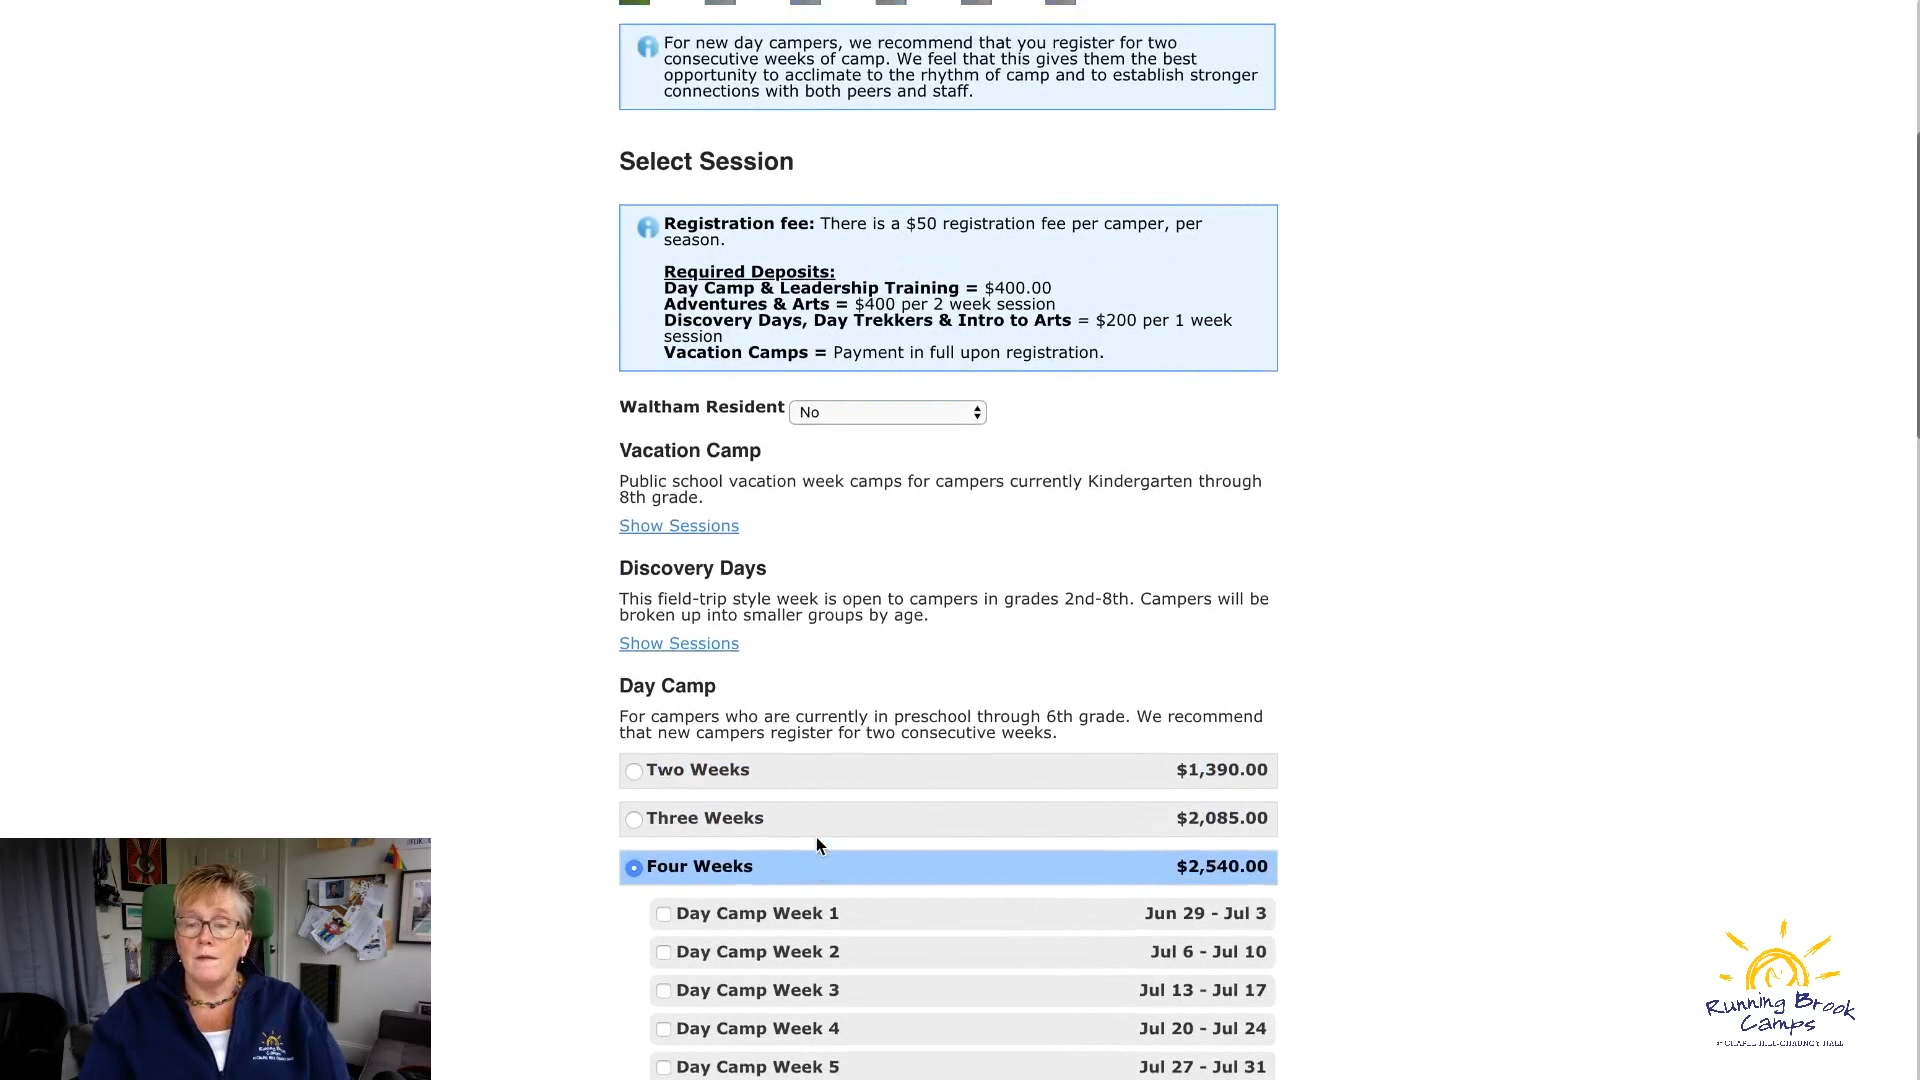 For new day campers, we recommend that you register for two
consecutive weeks of camp. We feel that this gives them the best
opportunity to acclimate to the rhythm of camp and to establish stronger
connections with both peers and staff.
Select Session
Registration fee: There is a $50 registration fee per camper, per
season.
Required Deposits:
Day Camp & Leadership Training = $400.00
Adventures & Arts = $400 per 2 week session
Discovery Days, Day Trekkers & Intro to Arts = $200 per 1 week
session
Vacation Camps = Payment in full upon registration.
Waltham Resident No
Vacation Camp
Public school vacation week camps for campers currently Kindergarten through
8th grade.
Show Sessions
Discovery Days
This field-trip style week is open to campers in grades 2nd-8th. Campers will be
broken up into smaller groups by age.
Show Sessions
Day Camp
For campers who are currently in preschool through 6th grade. We recommend
that new campers register for two consecutive weeks.
Two Weeks $1,390.00
Three Weeks $2,085.00
Four Weeks $2,540.00
Day Camp Week 1 Jun 29 - Jul 3
Day Camp Week 2 Jul 6 - Jul 10
Day Camp Week 3 Jul 13 - Jul 17
Day Camp Week 4 Jul 20 - Jul 24
Day Camp Week 5 Jul 27 - Jul 31
Running Brook
Camps
CHAPEL HILL-CHAUNCY HALL
Running Brook
Camps